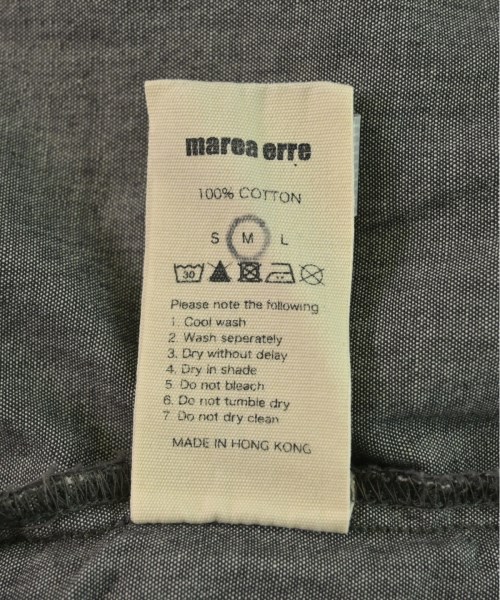 marea erre
100% COTTON
S M L
30
Please note the following
1. Cool wash
2. Wash seperately
3. Dry without delay
4. Dry in shade
5. Do not bleach
6. Do not tumble dry
7. Do not dry clean
MADE IN HONG KONG